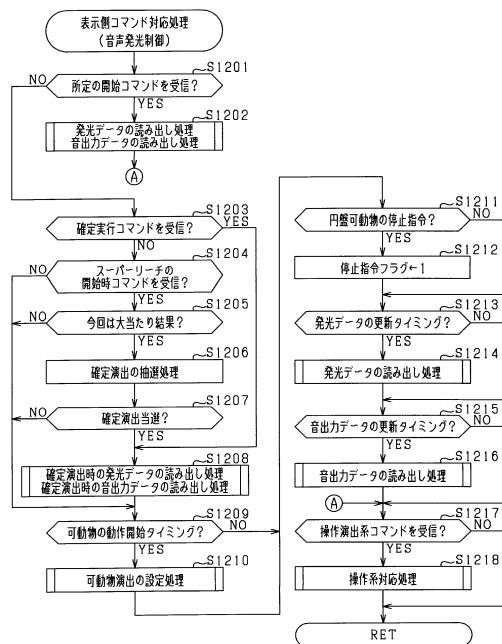 表示側コマンド対応処理
(音声発光制御)
S1201
所定の開始コマンドを受信?
NO
YES
S1202
発光データの読み出し処理
音出力データの読み出し処理
A
S1203
確定実行コマンドを受信?
YES
NO
S1204
スーパーリーチの
開始時コマンドを受信?
NO
YES
S1205
今回は大当たり結果?
NO
YES
S1206
確定演出の抽選処理
S1207
確定演出当選?
NO
YES
S1208
確定演出時の発光データの読み出し処理
確定演出時の音出力データの読み出し処理
S1209
可動物の動作開始タイミング?
NO
YES
S1210
可動物演出の設定処理
S1211
円盤可動物の停止指令?
NO
YES
S1212
停止指令フラグ←1
S1213
発光データの更新タイミング?
NO
YES
S1214
発光データの読み出し処理
S1215
音出力データの更新タイミング?
NO
YES
S1216
音出力データの読み出し処理
A
S1217
操作演出系コマンドを受信?
NO
YES
S1218
操作系対応処理
RET